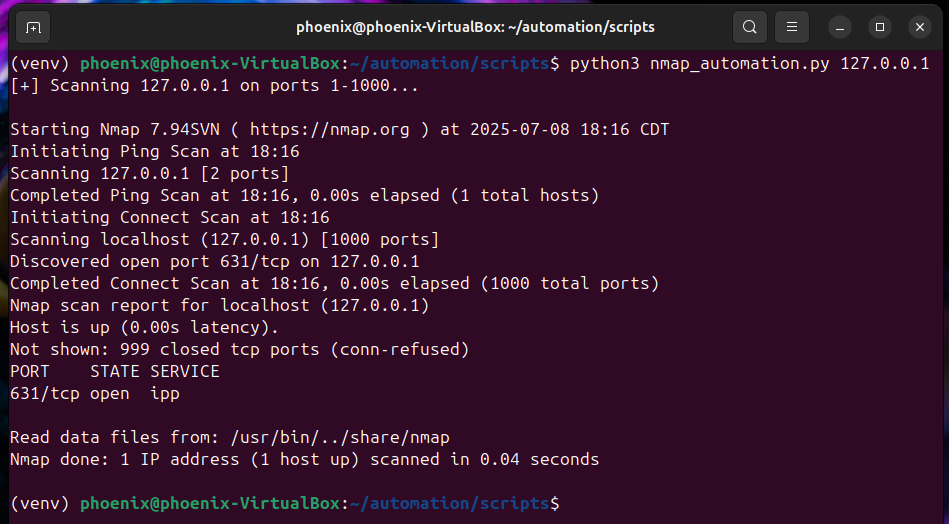 phoenix@phoenix-VirtualBox: ~/automation/scripts
(venv) phoenix@phoenix-VirtualBox:~/automation/scripts$ python3 nmap_automation.py 127.0.0.1
[+] Scanning 127.0.0.1 on ports 1-1000...
Starting Nmap 7.94SVN ( https://nmap.org ) at 2025-07-08 18:16 CDT
Initiating Ping Scan at 18:16
Scanning 127.0.0.1 [2 ports]
Completed Ping Scan at 18:16, 0.00s elapsed (1 total hosts)
Initiating Connect Scan at 18:16
Scanning localhost (127.0.0.1) [1000 ports]
Discovered open port 631/tcp on 127.0.0.1
Completed Connect Scan at 18:16, 0.00s elapsed (1000 total ports)
Nmap scan report for localhost (127.0.0.1)
Host is up (0.00s latency).
Not shown: 999 closed tcp ports (conn-refused)
PORT    STATE SERVICE
631/tcp open  ipp
Read data files from: /usr/bin/../share/nmap
Nmap done: 1 IP address (1 host up) scanned in 0.04 seconds
(venv) phoenix@phoenix-VirtualBox:~/automation/scripts$